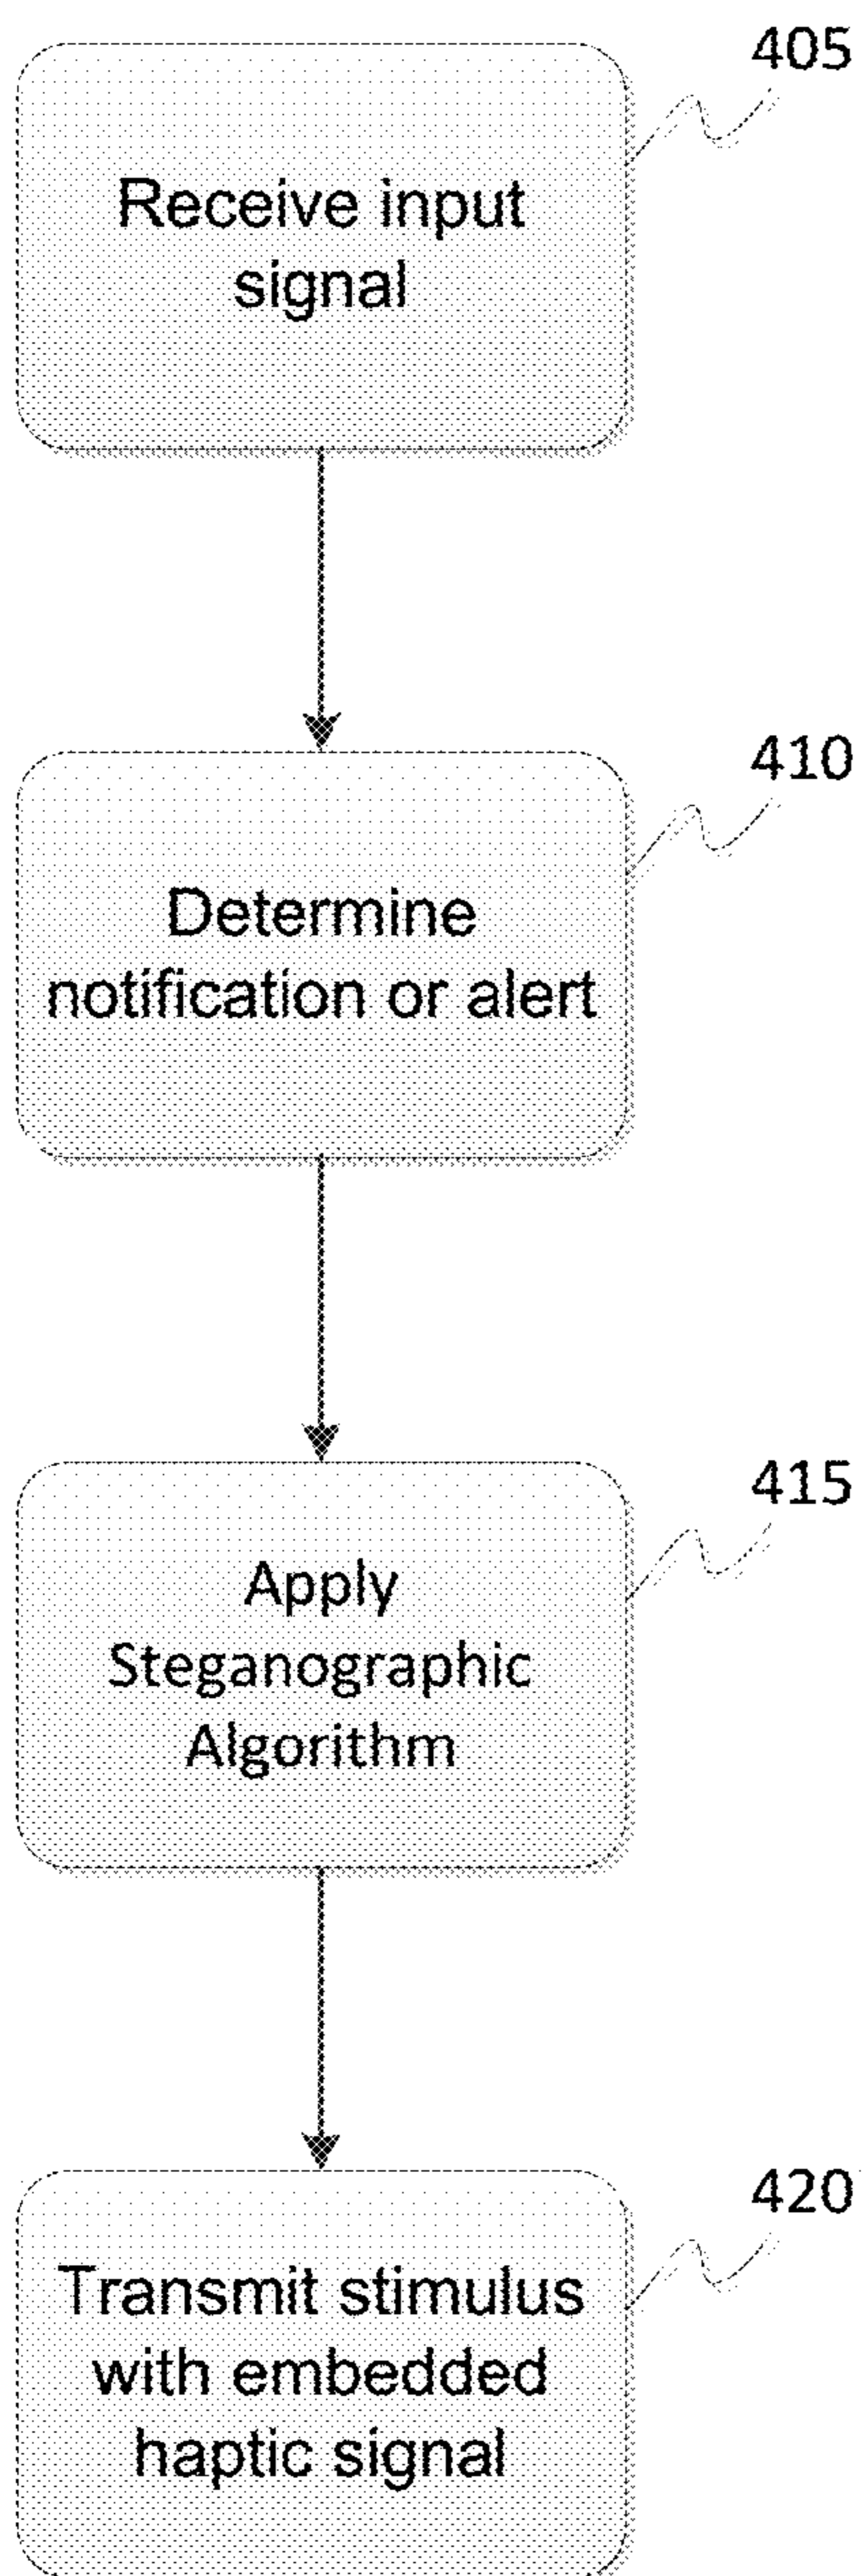 405
Receive input
signal
410
Determine
notification or alert
415
Apply
Steganographic
Algorithm
420
Transmit stimulus
with embedded
haptic signal